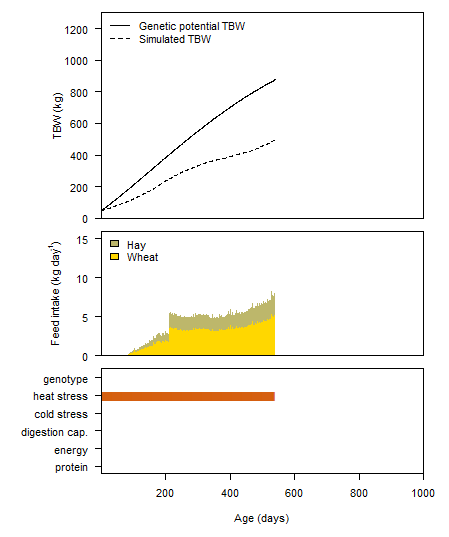 1200
1000
800
600
400
200
0
TBW (kg)
Genetic potential TBW
Simulated TBW
15
10
5
0
Feed intake (kg day⁻¹)
Hay
Wheat
genotype
heat stress
cold stress
digestion cap.
energy
protein
200 400 600 800 1000
Age (days)